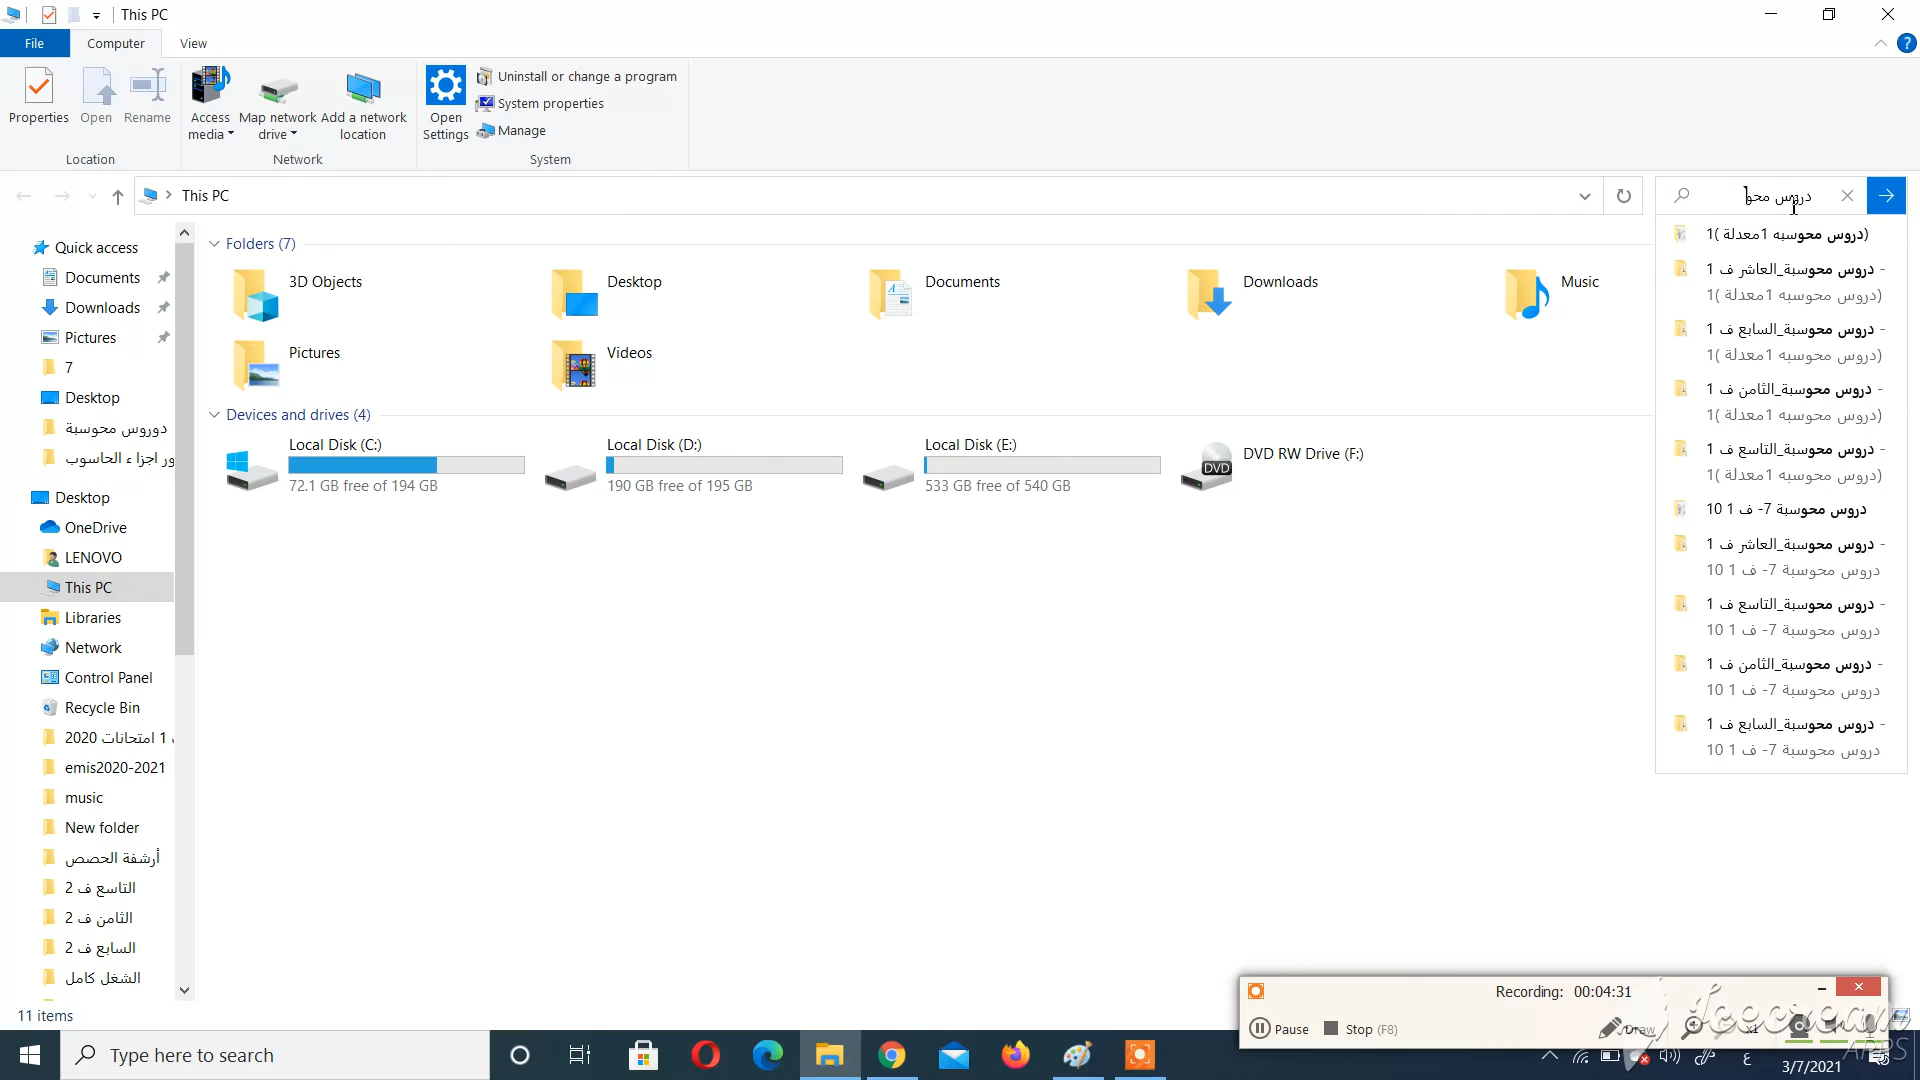 This PC
File
Computer
View
Properties
Open
Rename
Access media
Map network drive
Add a network location
Open Settings
Uninstall or change a program
System properties
Manage
Location
Network
System
This PC
دروس محو
Quick access
Documents
Downloads
Pictures
7
Desktop
دوروس محوسبة
ور اجزا ء الحاسوب
Desktop
OneDrive
LENOVO
This PC
Libraries
Network
Control Panel
Recycle Bin
1 امتحانات 2020
emis2020-2021
music
New folder
أرشفة الحصص
التاسع ف 2
الثامن ف 2
السابع ف 2
الشغل كامل
Folders (7)
3D Objects
Desktop
Documents
Downloads
Music
Pictures
Videos
Devices and drives (4)
Local Disk (C:)
72.1 GB free of 194 GB
Local Disk (D:)
190 GB free of 195 GB
Local Disk (E:)
533 GB free of 540 GB
DVD RW Drive (F:)
DVD
(دروس محوسبه 1معدلة )1
دروس محوسبة_العاشر ف 1 -
(دروس محوسبه 1معدلة )1
دروس محوسبة_السابع ف 1 -
(دروس محوسبه 1معدلة )1
دروس محوسبة_الثامن ف 1 -
(دروس محوسبه 1معدلة )1
دروس محوسبة_التاسع ف 1 -
(دروس محوسبه 1معدلة )1
دروس محوسبة 7- ف 1 10
دروس محوسبة_العاشر ف 1 -
دروس محوسبة 7- ف 1 10
دروس محوسبة_التاسع ف 1 -
دروس محوسبة 7- ف 1 10
دروس محوسبة_الثامن ف 1 -
دروس محوسبة 7- ف 1 10
دروس محوسبة_السابع ف 1 -
دروس محوسبة 7- ف 1 10
11 items
Recording: 00:04:31
Pause
Stop (F8)
Draw
x1
Icecream
APPS
Type here to search
ع
3/7/2021